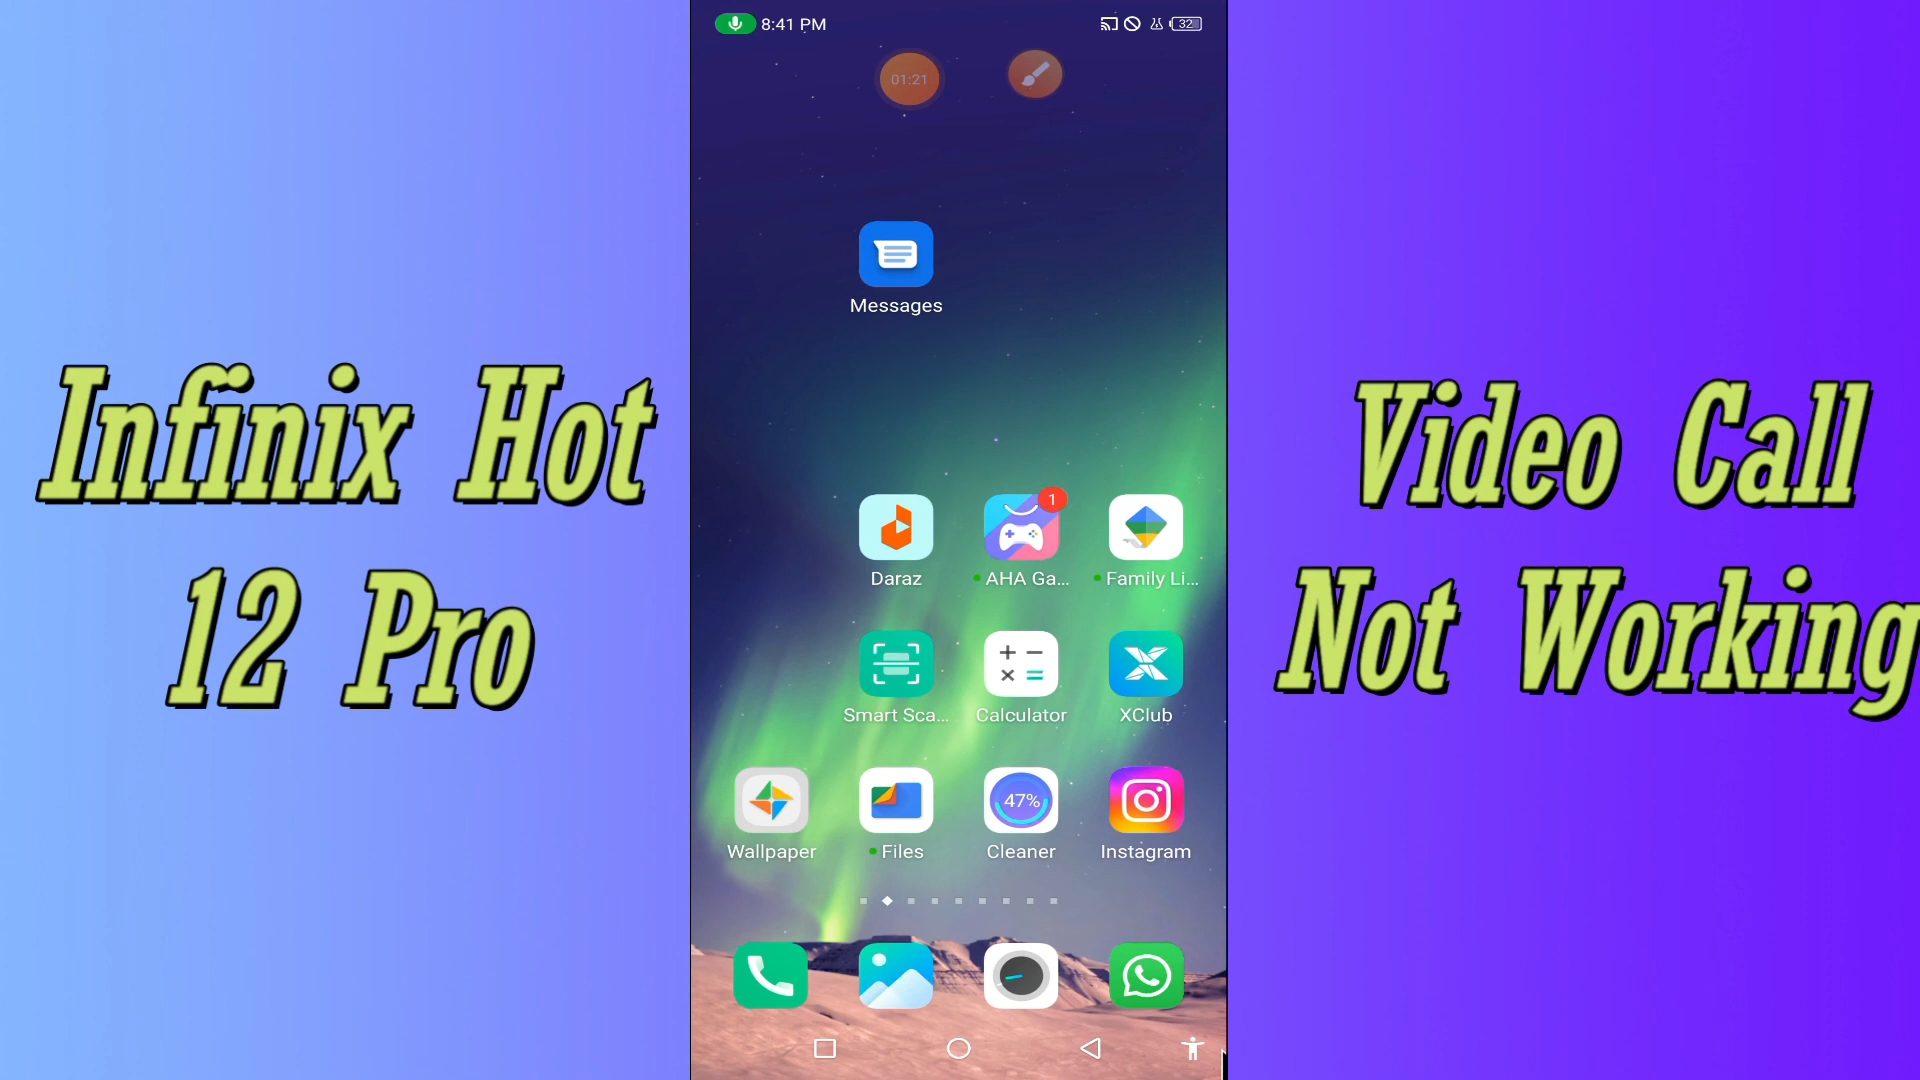 8:41 PM
32
01:21
Messages
Infinix Hot
12 Pro
Video Call
Not Working
1
Daraz
AHA Ga...
Family Li...
Smart Sca...
Calculator
XClub
47%
Wallpaper
Files
Cleaner
Instagram